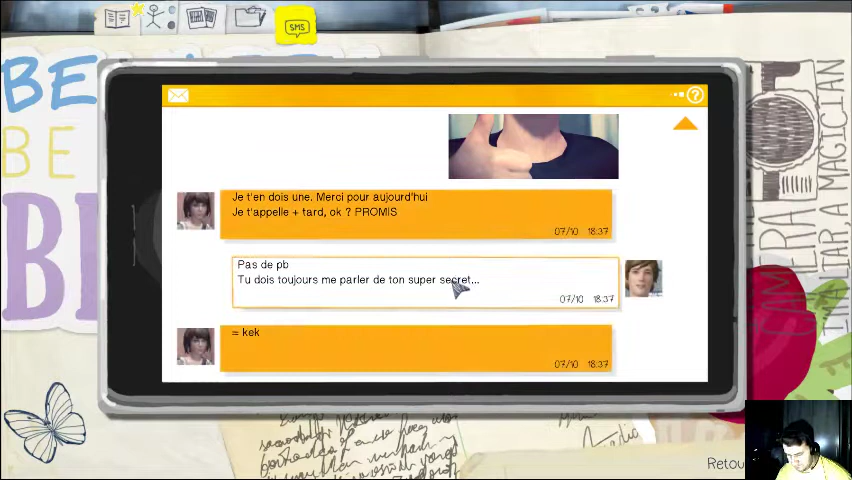 SMS
BE
BE
?
Je t'en dois une. Merci pour aujourd'hui
Je t'appelle + tard, ok ? PROMIS
07/10 18:37
Pas de pb
Tu dois toujours me parler de ton super secret...
07/10 18:37
= kek
07/10 18:37
CAMERA
TAR, A MAGICIAN
Retou